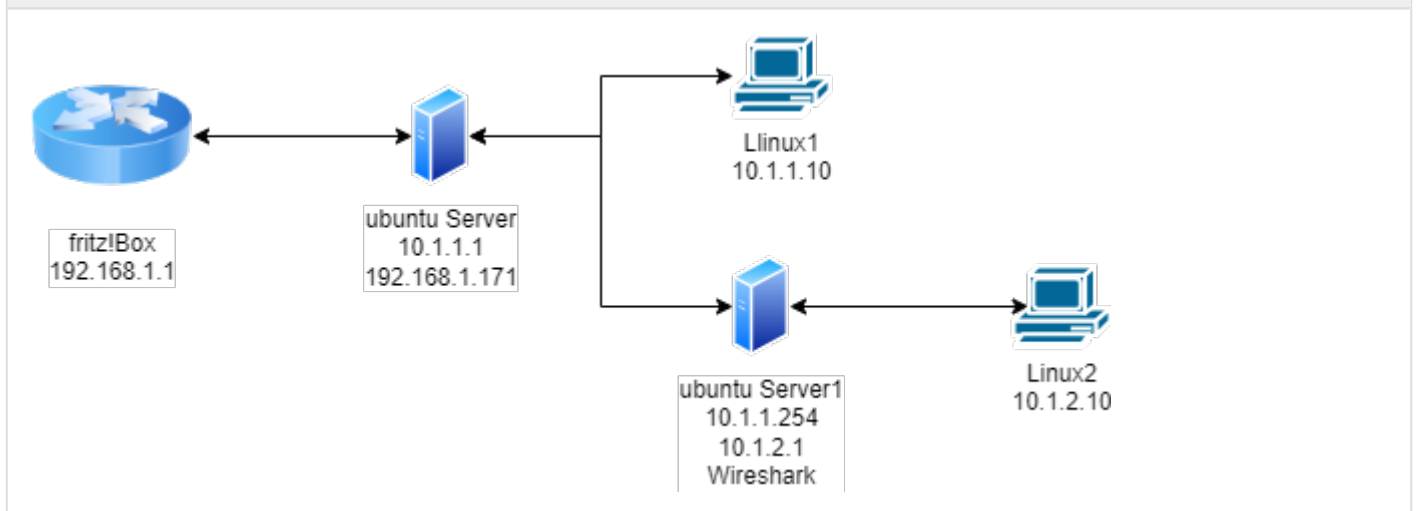 Llinux1
10.1.1.10
fritz!Box
192.168.1.1
ubuntu Server
10.1.1.1
192.168.1.171
ubuntu Server1
10.1.1.254
10.1.2.1
Wireshark
Linux2
10.1.2.10